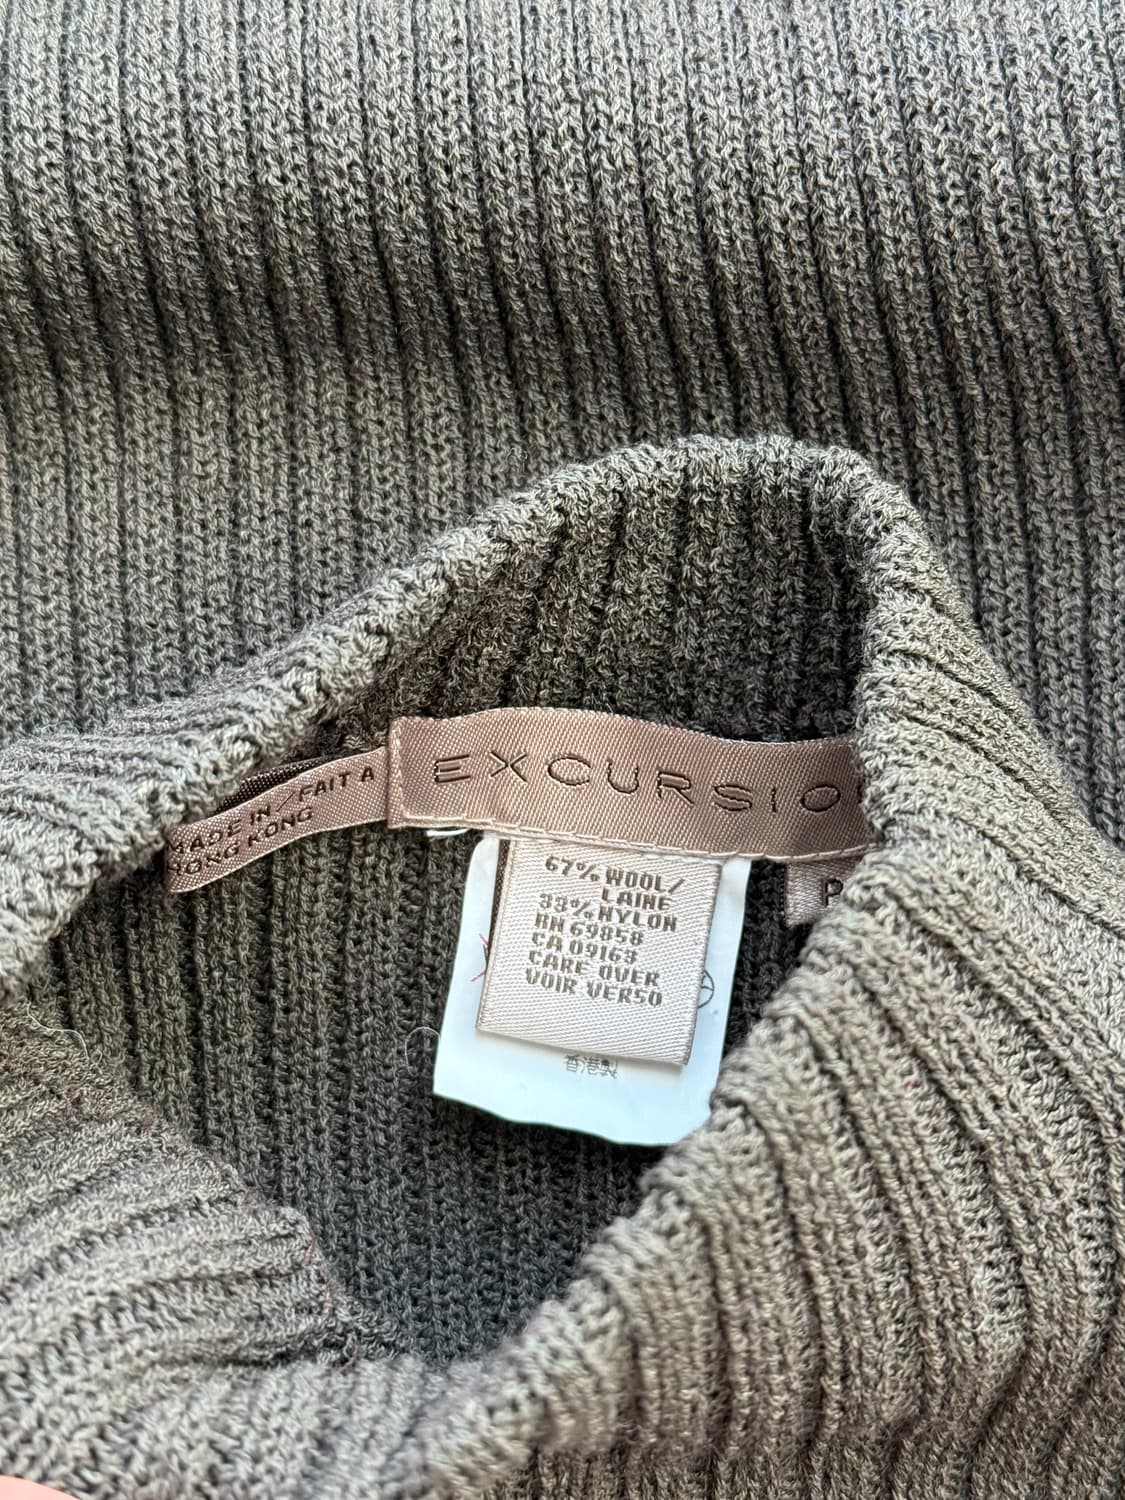 EXCURSIO
MADE IN/FAIT A
HONG KONG
P
67% WOOL/
LAINE
33% NYLON
RN 69858
CA 09163
CARE OVER
VOIR VERSO
香港製